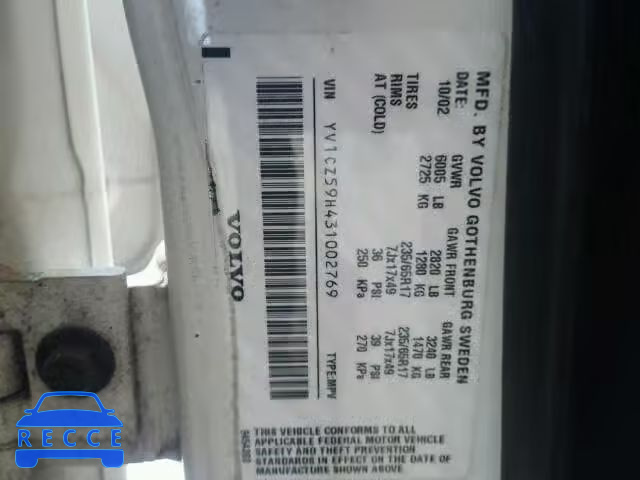 MFD. BY VOLVO GOTHENBURG SWEDEN
DATE: GVWR GAWR FRONT GAWR REAR
10/02 6005 LB 2820 LB 3240 LB
2725 KG 1280 KG 1470 KG
TIRES 235/65R17 235/65R17
RIMS 7Jx17x49 7Jx17x49
AT (COLD) 36 PSI 39 PSI
250 KPa 270 KPa
VIN YV1CZ59H431002769 TYPE:MPV
VOLVO
THIS VEHICLE CONFORMS TO ALL
APPLICABLE FEDERAL MOTOR VEHICLE
SAFETY AND THEFT PREVENTION
STANDARDS IN EFFECT ON THE DATE OF
MANUFACTURE SHOWN ABOVE.
RECCE